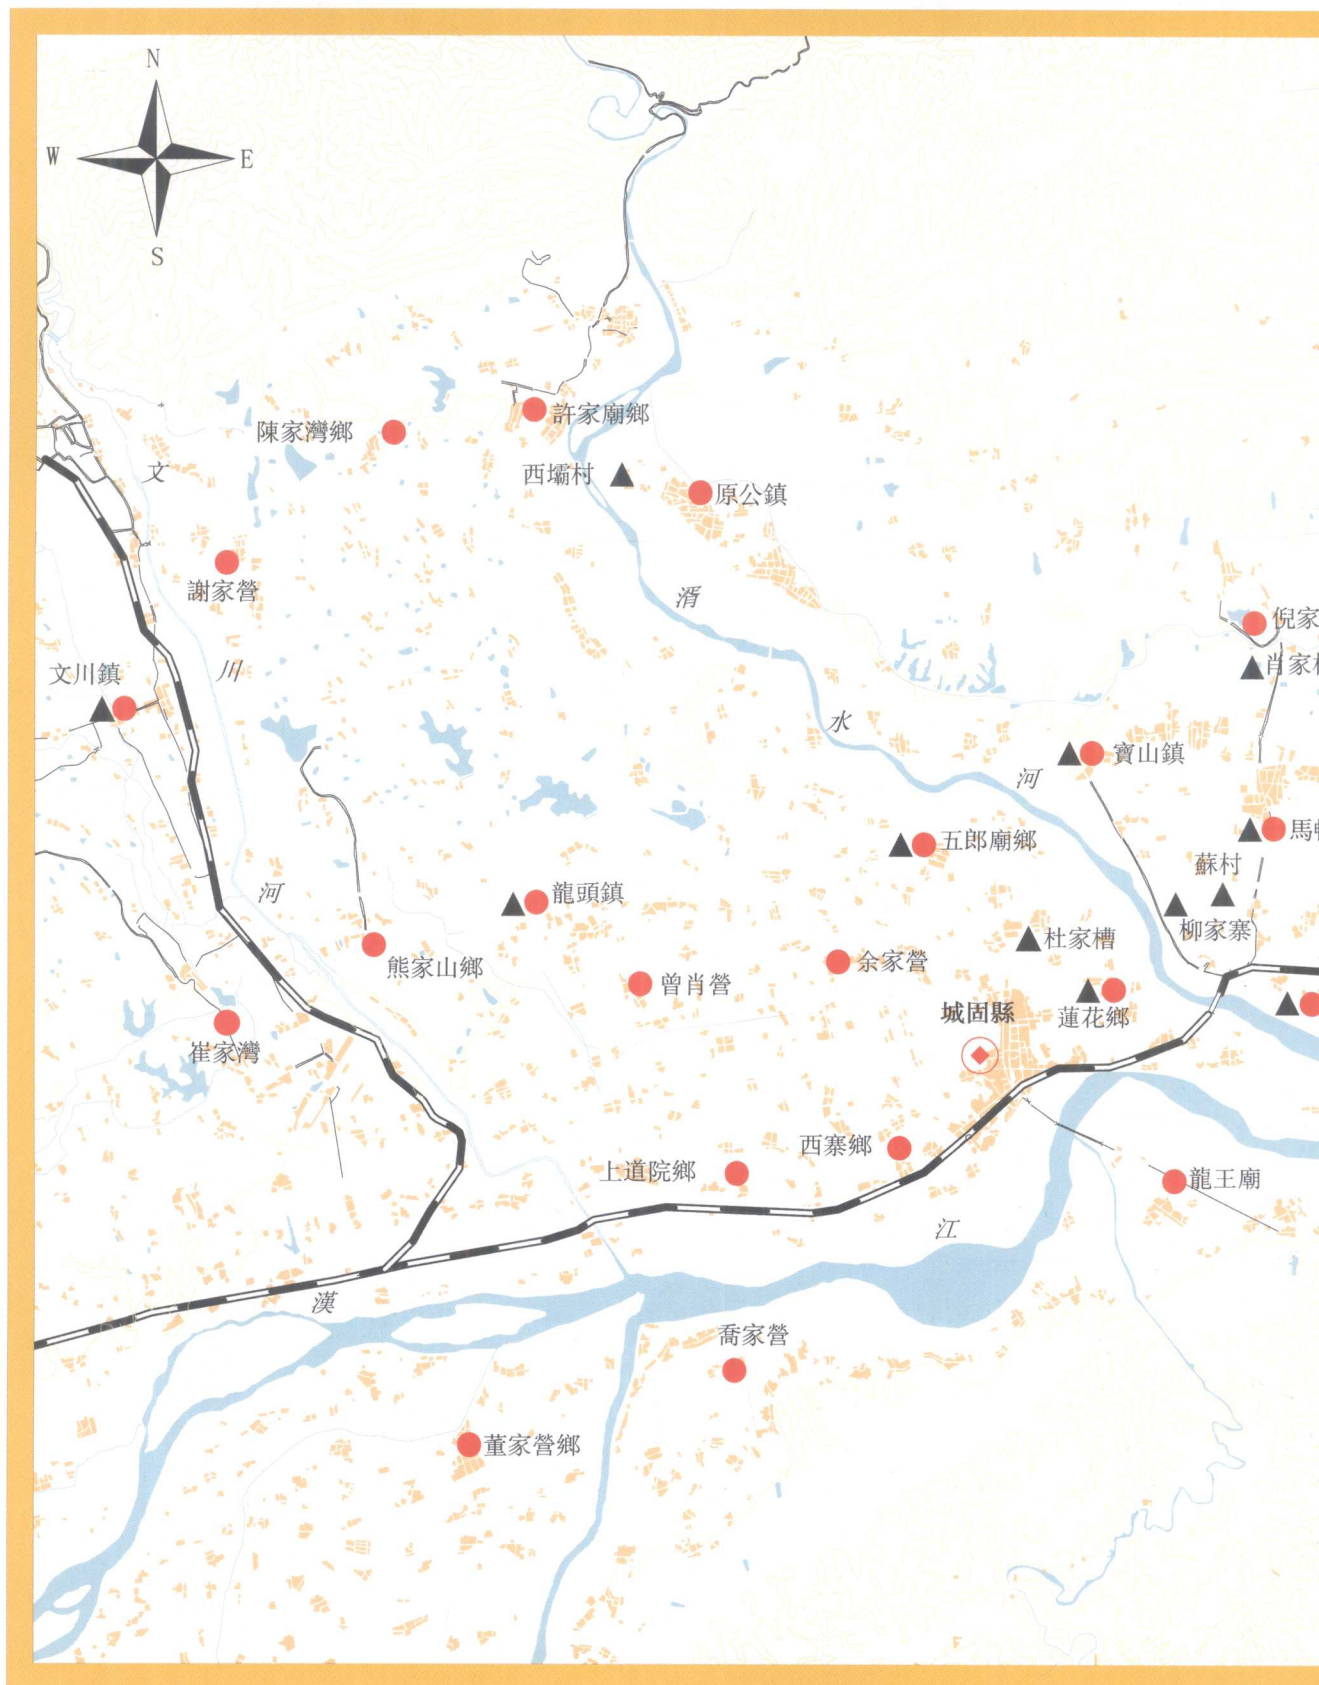 N
W
E
S
許家廟鄉
陳家灣鄉
文
西壩村
原公鎮
謝家營
湑
倪家
川
文川鎮
肖家村
水
寶山鎮
河
馬暢
五郎廟鄉
蘇村
河
龍頭鎮
柳家寨
杜家槽
熊家山鄉
余家營
曾肖營
城固縣
蓮花鄉
崔家灣
西寨鄉
上道院鄉
龍王廟
江
漢
喬家營
董家營鄉